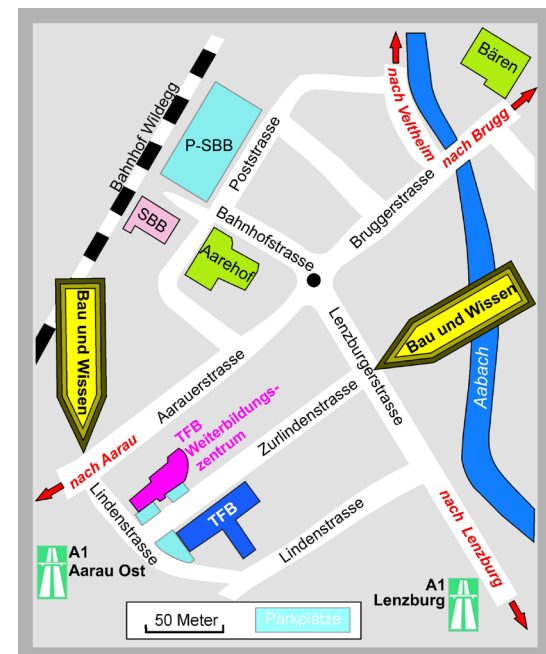 Bären
nach Veltheim
nach Brugg
Bahnhof Wildegg
P-SBB
Poststrasse
Bruggerstrasse
SBB
Bahnhofstrasse
Aarehof
Bau und Wissen
Bau und Wissen
Lenzburgerstrasse
Aabach
Aarauerstrasse
TFB
Weiterbildungs-
zentrum
Zurlindenstrasse
nach Aarau
Lindenstrasse
TFB
Lindenstrasse
nach Lenzburg
A1
Aarau Ost
A1
Lenzburg
50 Meter
Parkplätze